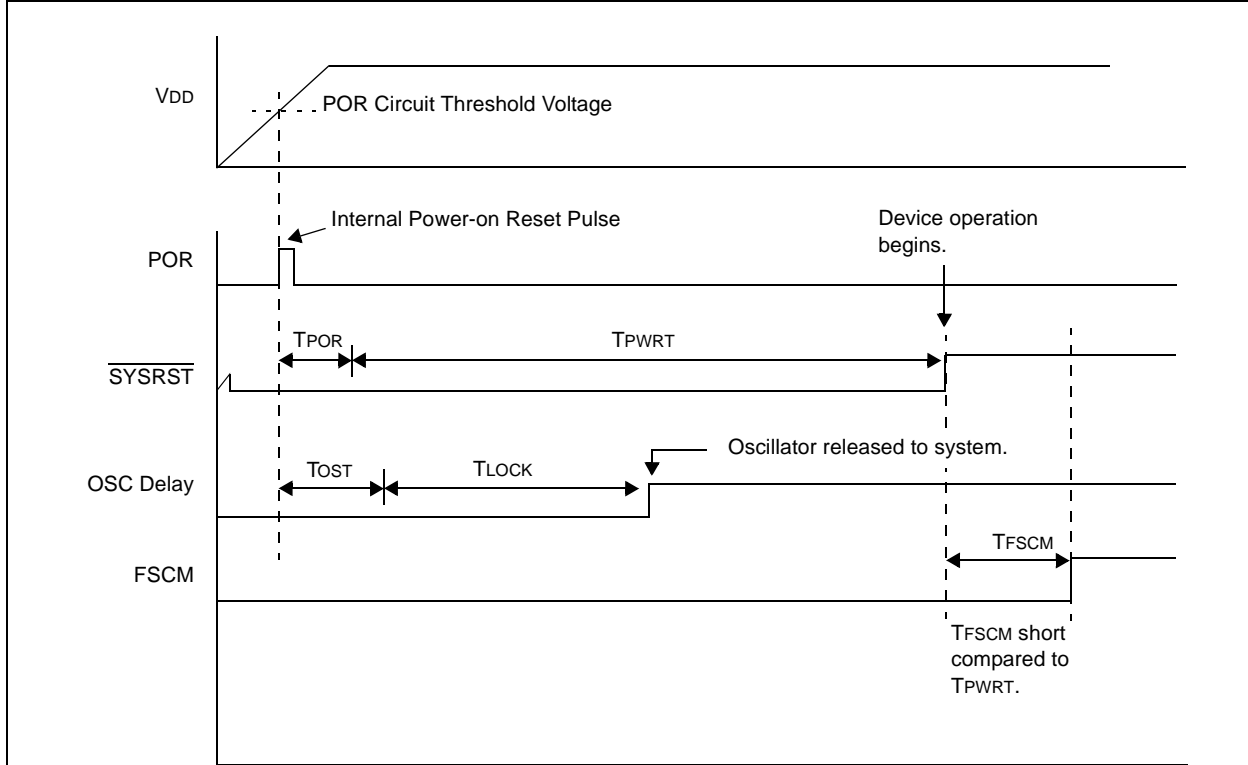 VDD
POR Circuit Threshold Voltage
Internal Power-on Reset Pulse
Device operation
begins.
POR
TPOR
TPWRT
SYSRST
Oscillator released to system.
TOST
TLOCK
OSC Delay
TFSCM
FSCM
TFSCM short
compared to
TPWRT.